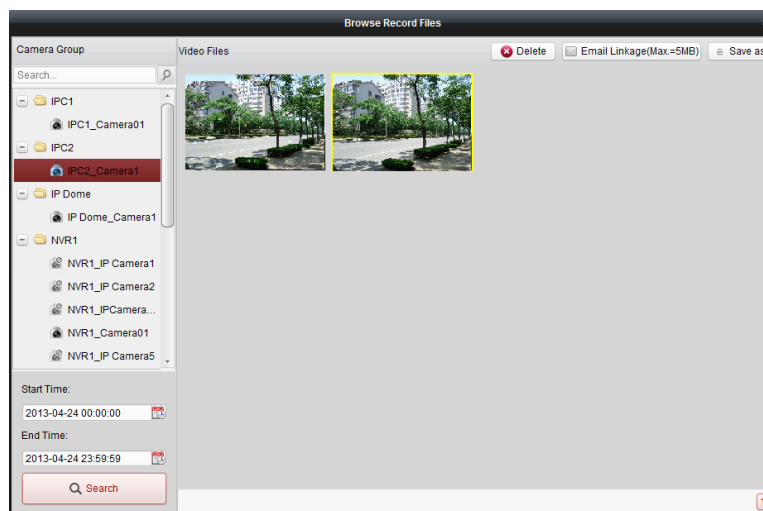 Browse Record Files
Camera Group
Video Files
Delete
Email Linkage(Max.=5MB)
Save as
Search...
IPC1
IPC1_Camera01
IPC2
IPC2_Camera1
IP Dome
IP Dome_Camera1
NVR1
NVR1_IP Camera1
NVR1_IP Camera2
NVR1_IPCamera...
NVR1_Camera01
NVR1_IP Camera5
Start Time:
2013-04-24 00:00:00
End Time:
2013-04-24 23:59:59
Search